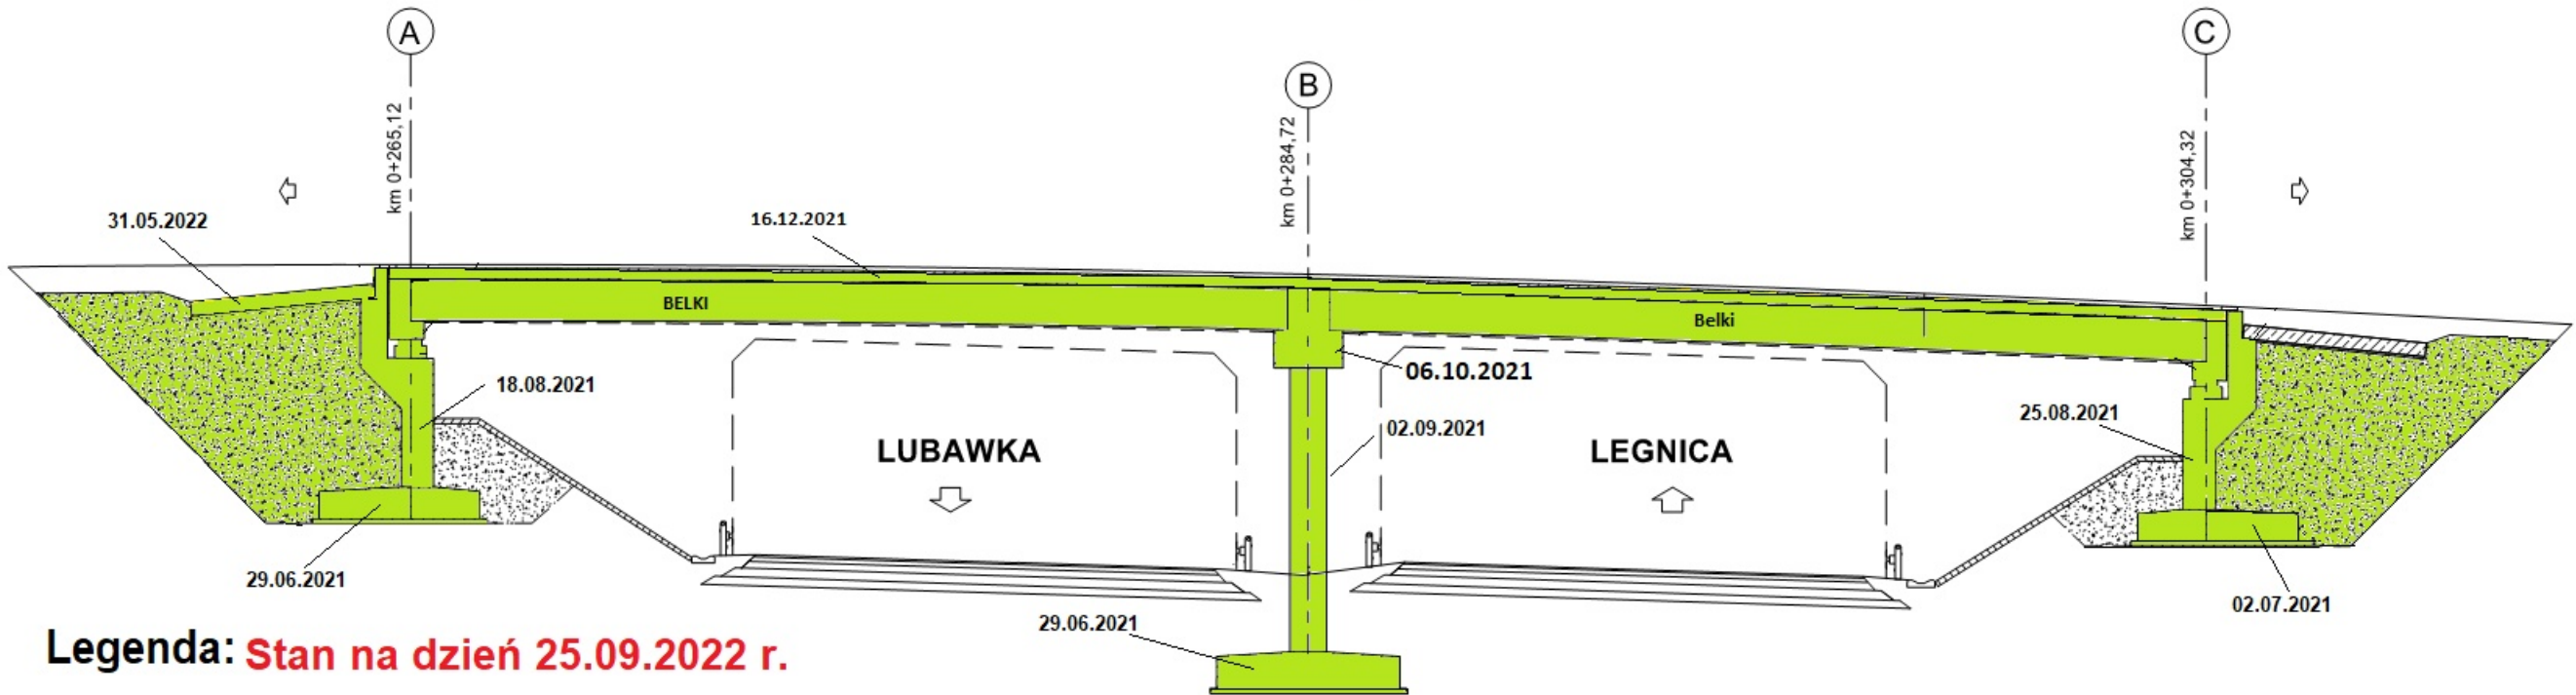 A
B
C
km 0+265,12
km 0+284,72
km 0+304,32
31.05.2022
16.12.2021
BELKI
Belki
18.08.2021
06.10.2021
02.09.2021
25.08.2021
LUBAWKA
LEGNICA
29.06.2021
29.06.2021
02.07.2021
Legenda: Stan na dzień 25.09.2022 r.